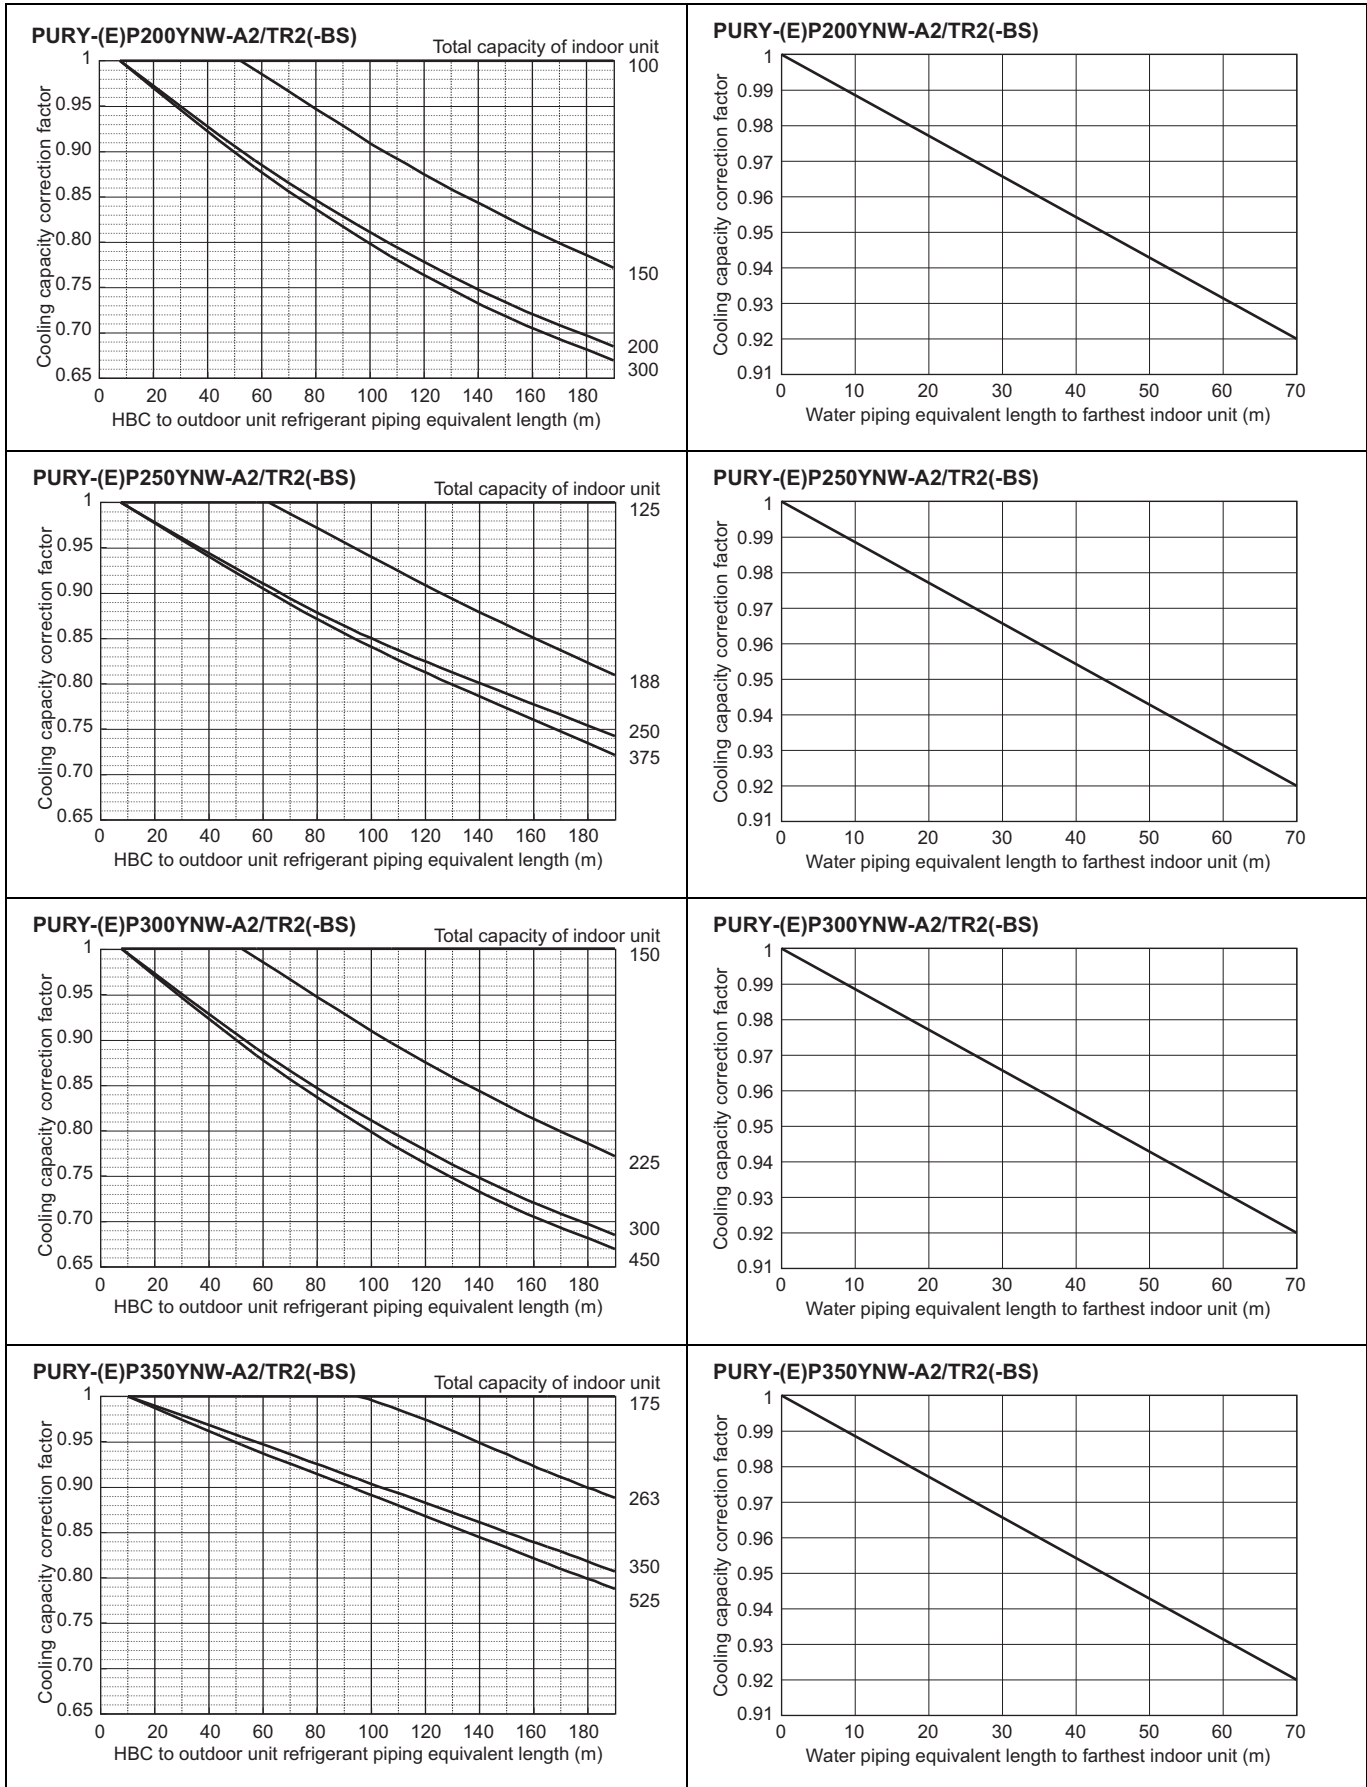 PURY-(E)P200YNW-A2/TR2(-BS)
Total capacity of indoor unit
Cooling capacity correction factor
1
0.95
0.90
0.85
0.80
0.75
0.70
0.65
100
150
200
300
0 20 40 60 80 100 120 140 160 180
HBC to outdoor unit refrigerant piping equivalent length (m)
PURY-(E)P200YNW-A2/TR2(-BS)
Cooling capacity correction factor
1
0.99
0.98
0.97
0.96
0.95
0.94
0.93
0.92
0.91
0 10 20 30 40 50 60 70
Water piping equivalent length to farthest indoor unit (m)
PURY-(E)P250YNW-A2/TR2(-BS)
Total capacity of indoor unit
Cooling capacity correction factor
1
0.95
0.90
0.85
0.80
0.75
0.70
0.65
125
188
250
375
0 20 40 60 80 100 120 140 160 180
HBC to outdoor unit refrigerant piping equivalent length (m)
PURY-(E)P250YNW-A2/TR2(-BS)
Cooling capacity correction factor
1
0.99
0.98
0.97
0.96
0.95
0.94
0.93
0.92
0.91
0 10 20 30 40 50 60 70
Water piping equivalent length to farthest indoor unit (m)
PURY-(E)P300YNW-A2/TR2(-BS)
Total capacity of indoor unit
Cooling capacity correction factor
1
0.95
0.90
0.85
0.80
0.75
0.70
0.65
150
225
300
450
0 20 40 60 80 100 120 140 160 180
HBC to outdoor unit refrigerant piping equivalent length (m)
PURY-(E)P300YNW-A2/TR2(-BS)
Cooling capacity correction factor
1
0.99
0.98
0.97
0.96
0.95
0.94
0.93
0.92
0.91
0 10 20 30 40 50 60 70
Water piping equivalent length to farthest indoor unit (m)
PURY-(E)P350YNW-A2/TR2(-BS)
Total capacity of indoor unit
Cooling capacity correction factor
1
0.95
0.90
0.85
0.80
0.75
0.70
0.65
175
263
350
525
0 20 40 60 80 100 120 140 160 180
HBC to outdoor unit refrigerant piping equivalent length (m)
PURY-(E)P350YNW-A2/TR2(-BS)
Cooling capacity correction factor
1
0.99
0.98
0.97
0.96
0.95
0.94
0.93
0.92
0.91
0 10 20 30 40 50 60 70
Water piping equivalent length to farthest indoor unit (m)